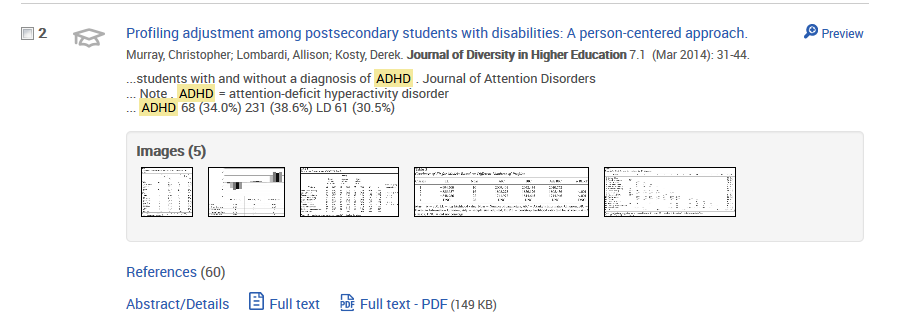 2 Profiling adjustment among postsecondary students with disabilities: A person-centered approach. Preview
Murray, Christopher; Lombardi, Allison; Kosty, Derek. Journal of Diversity in Higher Education 7.1 (Mar 2014): 31-44.
...students with and without a diagnosis of ADHD . Journal of Attention Disorders
... Note . ADHD = attention-deficit hyperactivity disorder
... ADHD 68 (34.0%) 231 (38.6%) LD 61 (30.5%)
Images (5)
References (60)
Abstract/Details Full text PDF Full text - PDF (149 KB)